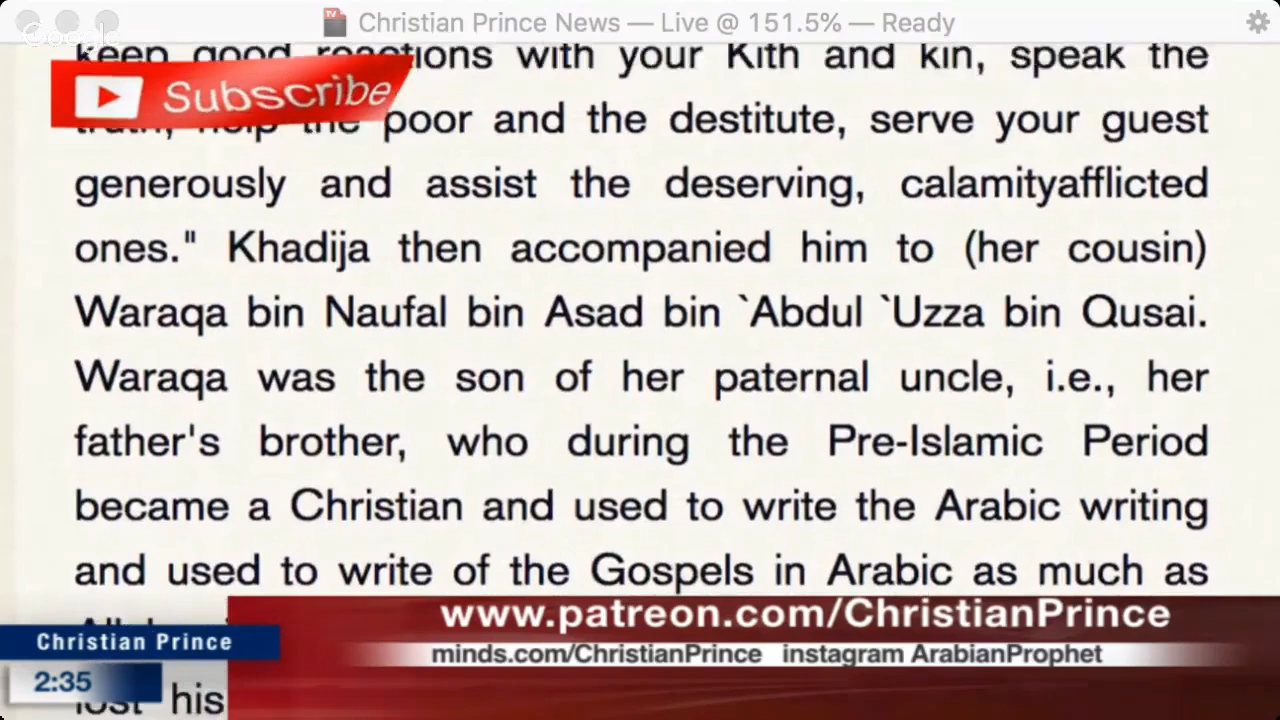 Christian Prince News — Live @ 151.5% — Ready
Google
keep good reactions with your Kith and kin, speak the
Subscribe
truth, help the poor and the destitute, serve your guest
generously and assist the deserving, calamityafflicted
ones." Khadija then accompanied him to (her cousin)
Waraqa bin Naufal bin Asad bin `Abdul `Uzza bin Qusai.
Waraqa was the son of her paternal uncle, i.e., her
father's brother, who during the Pre-Islamic Period
became a Christian and used to write the Arabic writing
and used to write of the Gospels in Arabic as much as
www.patreon.com/ChristianPrince
Christian Prince
minds.com/ChristianPrince instagram ArabianProphet
2:35
lost his